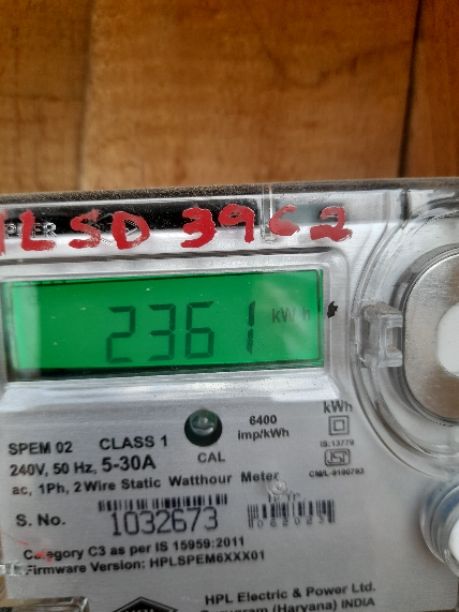 LSD 3962
2361 kWh
kWh
6400
imp/kWh
SPEM 02 CLASS 1
CAL
IS:13779
240V, 50 Hz, 5-30A
ac, 1Ph, 2 Wire Static Watthour Meter
S. No. 1032673
Category C3 as per IS 15959:2011
Firmware Version: HPLSPEM6XXX01
HPL Electric & Power Ltd.
(Haryana) INDIA